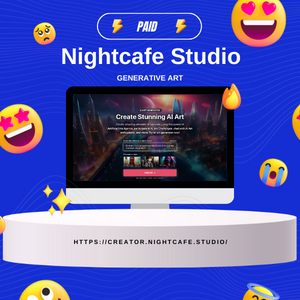 PAID
Nightcafe Studio
GENERATIVE ART
Create Stunning AI Art
HTTPS://CREATOR.NIGHTCAFE.STUDIO/